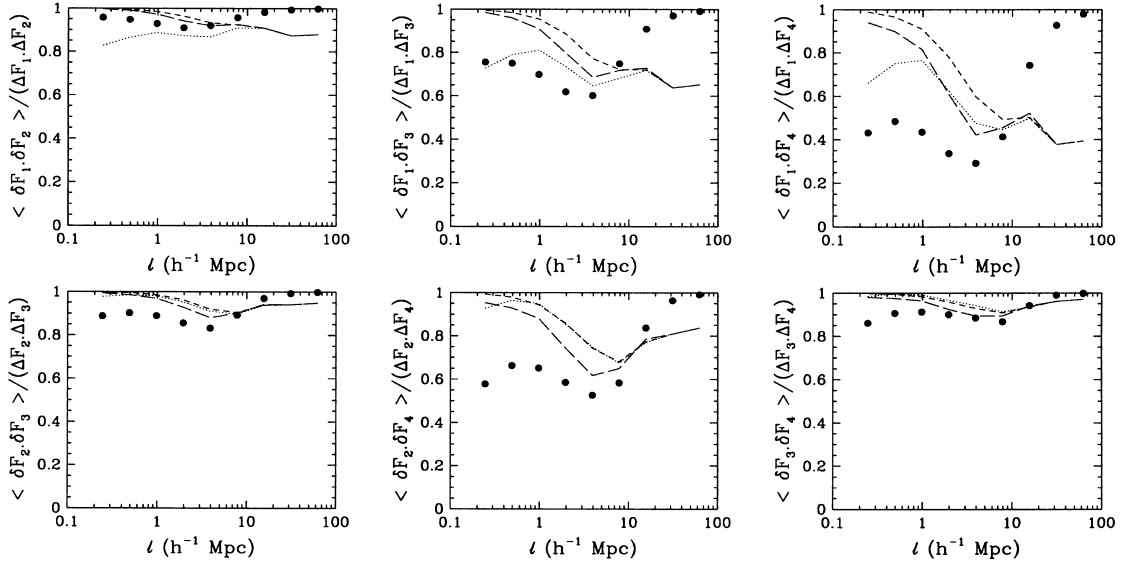 < δF₁.δF₂ >/(ΔF₁.ΔF₂)
1
0.8
0.6
0.4
0.2
0
0.1 1 10 100
l (h⁻¹ Mpc)
< δF₁.δF₃ >/(ΔF₁.ΔF₃)
1
0.8
0.6
0.4
0.2
0
0.1 1 10 100
l (h⁻¹ Mpc)
< δF₁.δF₄ >/(ΔF₁.ΔF₄)
1
0.8
0.6
0.4
0.2
0
0.1 1 10 100
l (h⁻¹ Mpc)
< δF₂.δF₃ >/(ΔF₂.ΔF₃)
1
0.8
0.6
0.4
0.2
0
0.1 1 10 100
l (h⁻¹ Mpc)
< δF₂.δF₄ >/(ΔF₂.ΔF₄)
1
0.8
0.6
0.4
0.2
0
0.1 1 10 100
l (h⁻¹ Mpc)
< δF₃.δF₄ >/(ΔF₃.ΔF₄)
1
0.8
0.6
0.4
0.2
0
0.1 1 10 100
l (h⁻¹ Mpc)